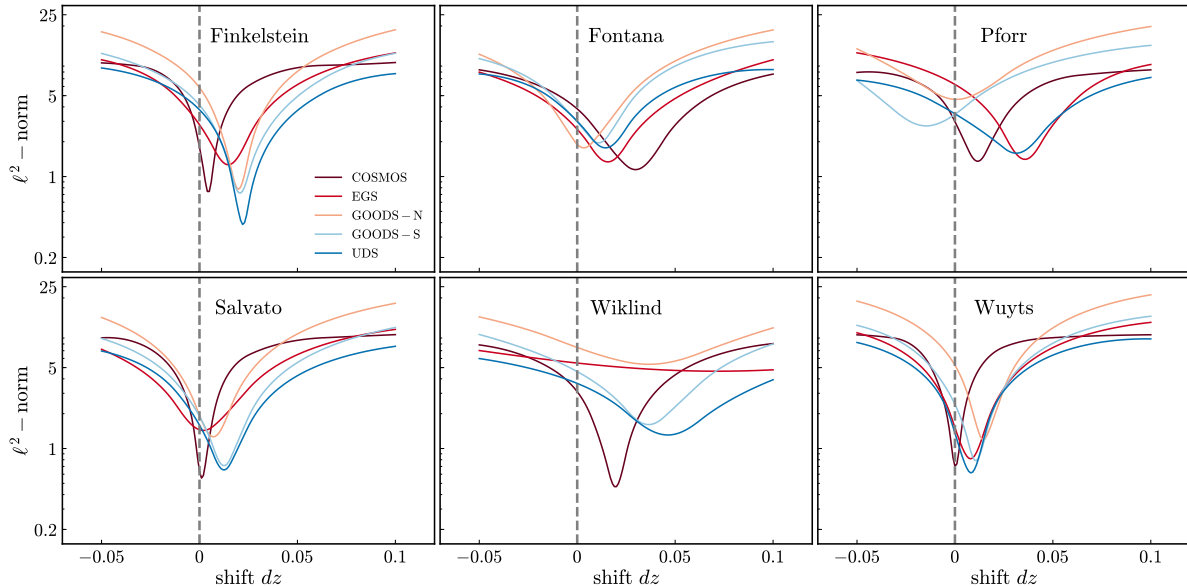 25
5
1
0.2
ℓ² − norm
Finkelstein
COSMOS
EGS
GOODS − N
GOODS − S
UDS
Fontana
Pforr
25
5
1
0.2
ℓ² − norm
Salvato
−0.05
0
0.05
0.1
shift dz
Wiklind
−0.05
0
0.05
0.1
shift dz
Wuyts
−0.05
0
0.05
0.1
shift dz